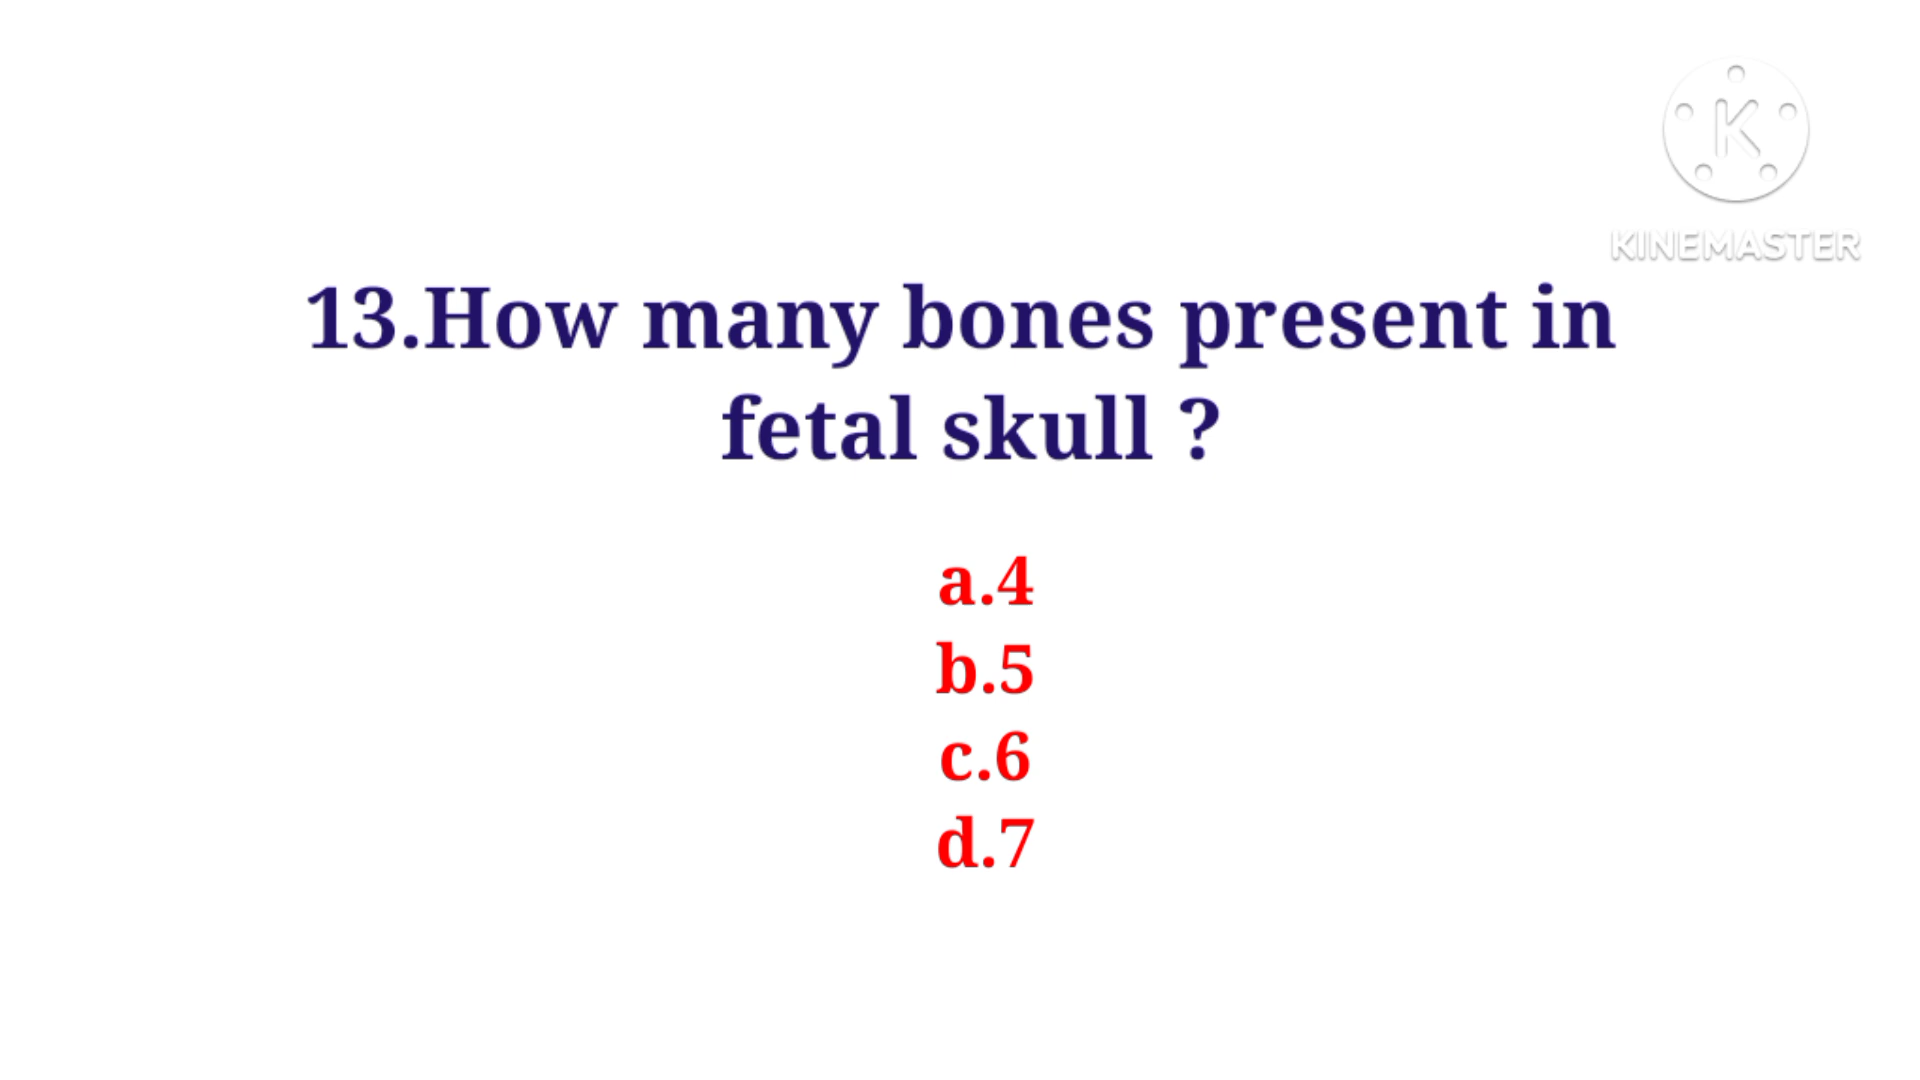 K
KINEMASTER
13.How many bones present in
fetal skull ?
a.4
b.5
c.6
d.7